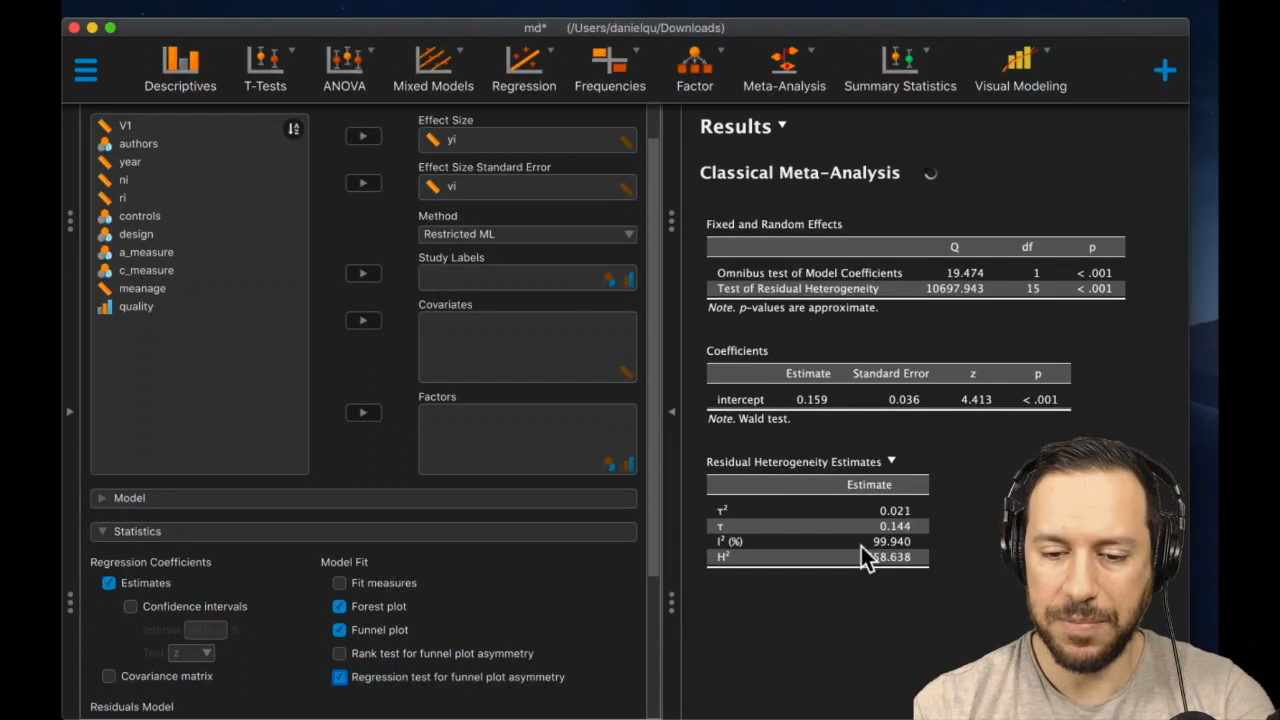 md* (/Users/danielqu/Downloads)
Descriptives T-Tests ANOVA Mixed Models Regression Frequencies Factor Meta-Analysis Summary Statistics Visual Modeling
V1
authors
year
ni
ri
controls
design
a_measure
c_measure
meanage
quality
Effect Size
yi
Effect Size Standard Error
vi
Method
Restricted ML
Study Labels
Covariates
Factors
Model
Statistics
Regression Coefficients
Estimates
Confidence intervals
Interval %
Test z
Covariance matrix
Model Fit
Fit measures
Forest plot
Funnel plot
Rank test for funnel plot asymmetry
Regression test for funnel plot asymmetry
Residuals Model
Results
Classical Meta-Analysis
Fixed and Random Effects
Q df p
Omnibus test of Model Coefficients 19.474 1 < .001
Test of Residual Heterogeneity 10697.943 15 < .001
Note. p-values are approximate.
Coefficients
Estimate Standard Error z p
intercept 0.159 0.036 4.413 < .001
Note. Wald test.
Residual Heterogeneity Estimates
Estimate
τ² 0.021
τ 0.144
I² (%) 99.940
H²